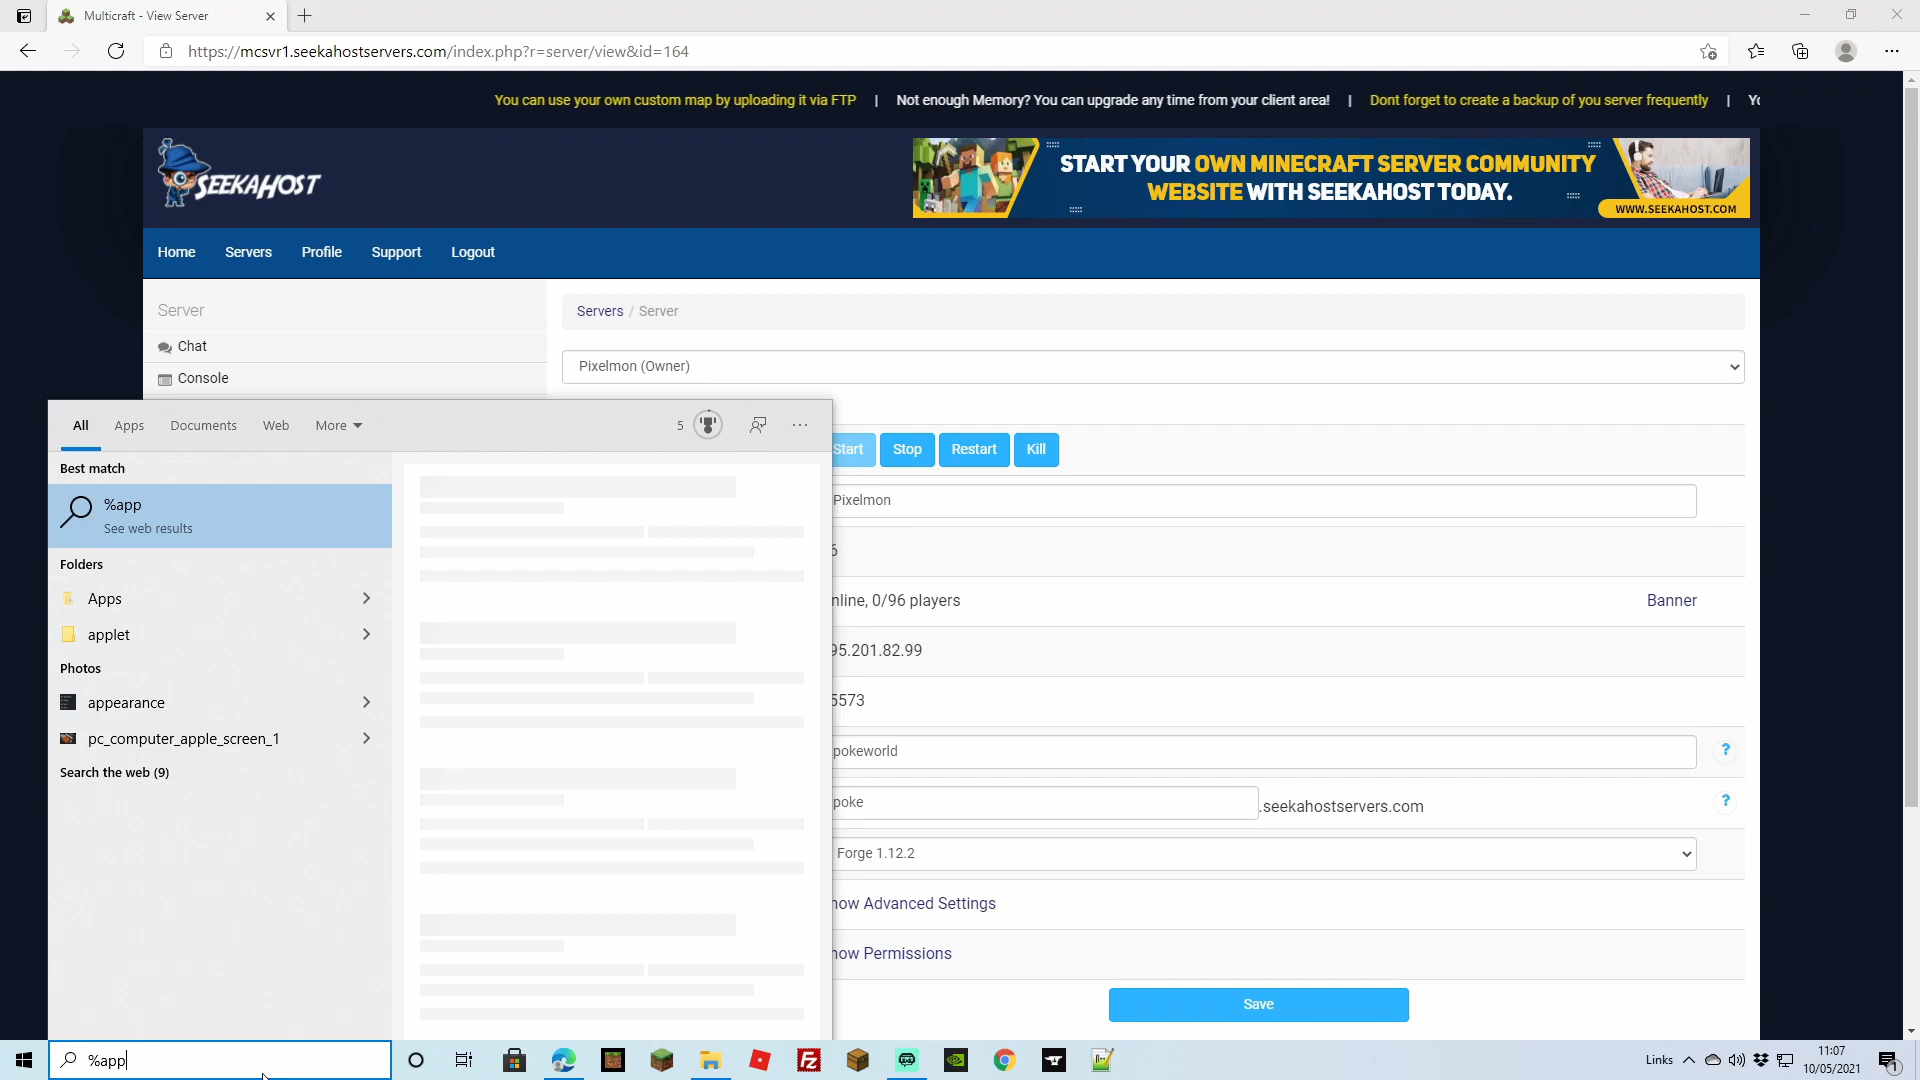 Multicraft - View Server
https://mcsvr1.seekahostservers.com/index.php?r=server/view&id=164
You can use your own custom map by uploading it via FTP | Not enough Memory? You can upgrade any time from your client area! | Dont forget to create a backup of you server frequently | Yo
SEEKAHOST
START YOUR OWN MINECRAFT SERVER COMMUNITY
WEBSITE WITH SEEKAHOST TODAY.
WWW.SEEKAHOST.COM
Home Servers Profile Support Logout
Server
Servers / Server
Chat
Pixelmon (Owner)
Console
All Apps Documents Web More 5
Best match
%app
See web results
Folders
Apps
applet
Photos
appearance
pc_computer_apple_screen_1
Search the web (9)
Start Stop Restart Kill
Pixelmon
6
nline, 0/96 players Banner
95.201.82.99
5573
pokeworld ?
poke .seekahostservers.com ?
Forge 1.12.2
how Advanced Settings
how Permissions
Save
%app
Links
11:07
10/05/2021
1